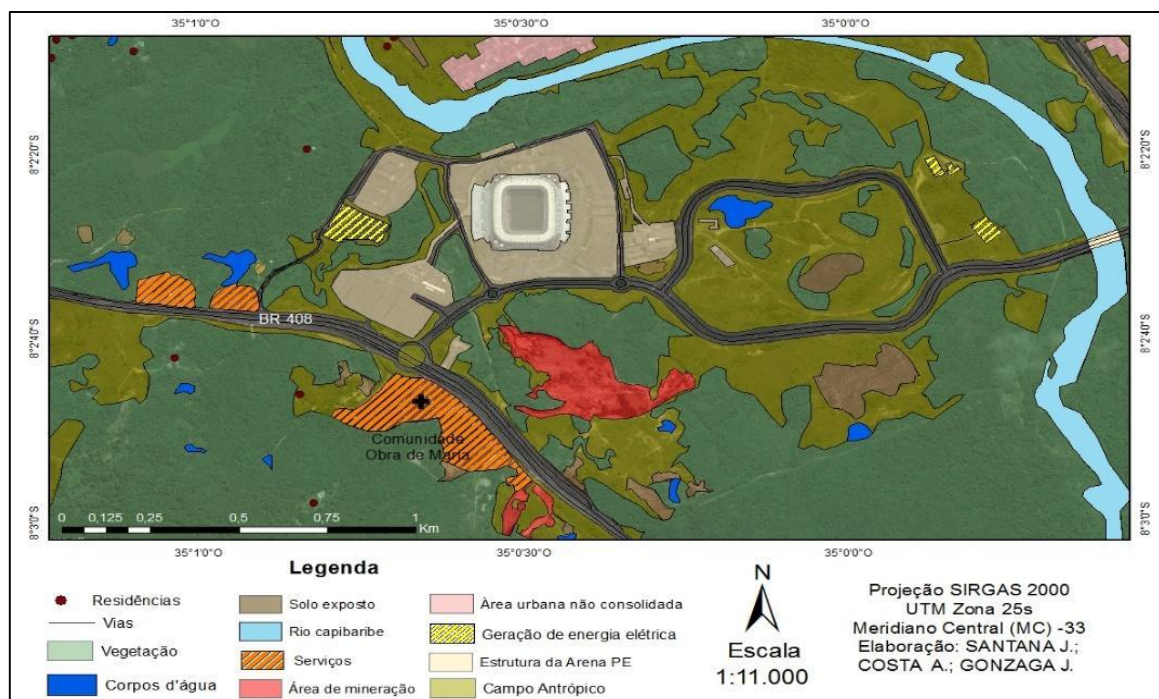 35°1'0"O
35°0'30"O
35°0'0"O
8°2'20"S
8°2'20"S
BR 408
8°2'40"S
8°2'40"S
Comunidade
Obra de Maria
0 0,125 0,25 0,5 0,75 1
Km
8°3'0"S
8°3'0"S
35°1'0"O
35°0'30"O
35°0'0"O
Legenda
Residências
Vias
Vegetação
Corpos d'água
Solo exposto
Rio capibaribe
Serviços
Área de mineração
Àrea urbana não consolidada
Geração de energia elétrica
Estrutura da Arena PE
Campo Antrópico
N
Escala
1:11.000
Projeção SIRGAS 2000
UTM Zona 25s
Meridiano Central (MC) -33
Elaboração: SANTANA J.;
COSTA A.; GONZAGA J.